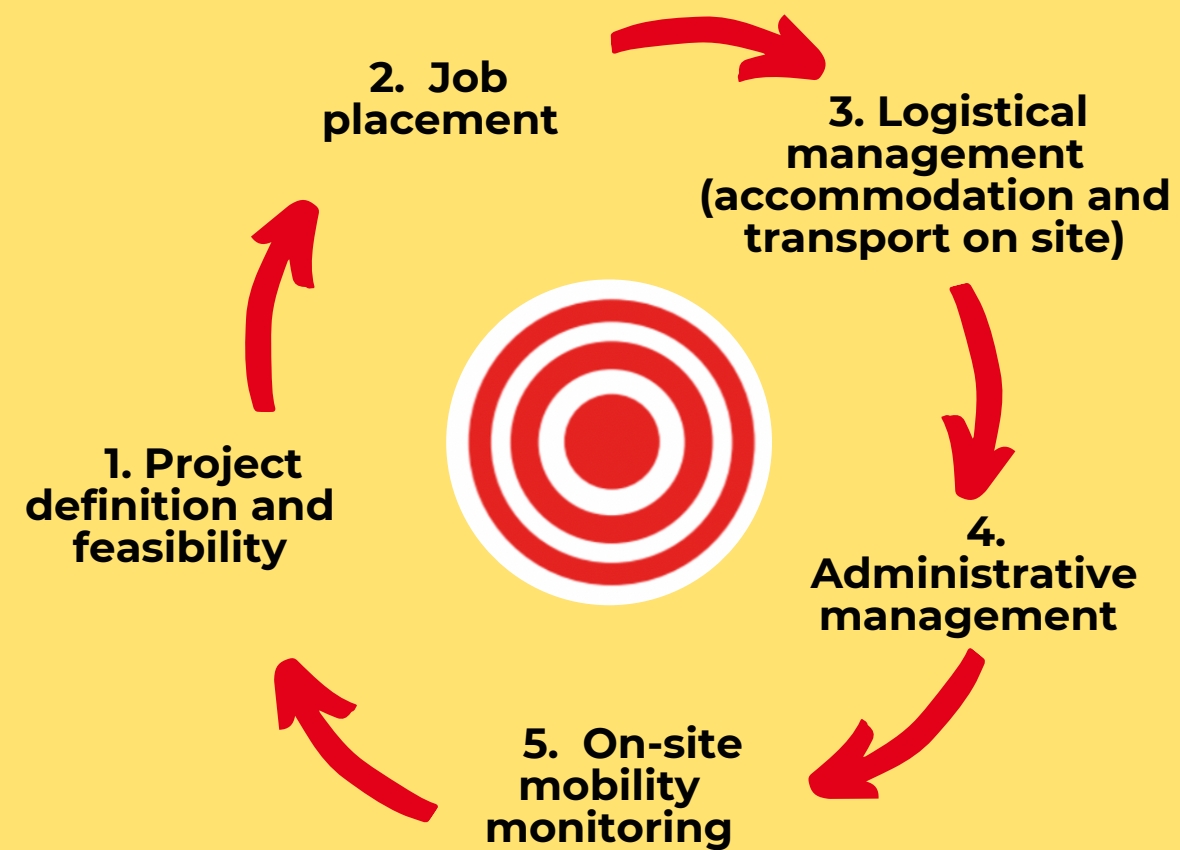 1. Project
definition and
feasibility
2. Job
placement
3. Logistical
management
(accommodation and
transport on site)
4.
Administrative
management
5. On-site
mobility
monitoring